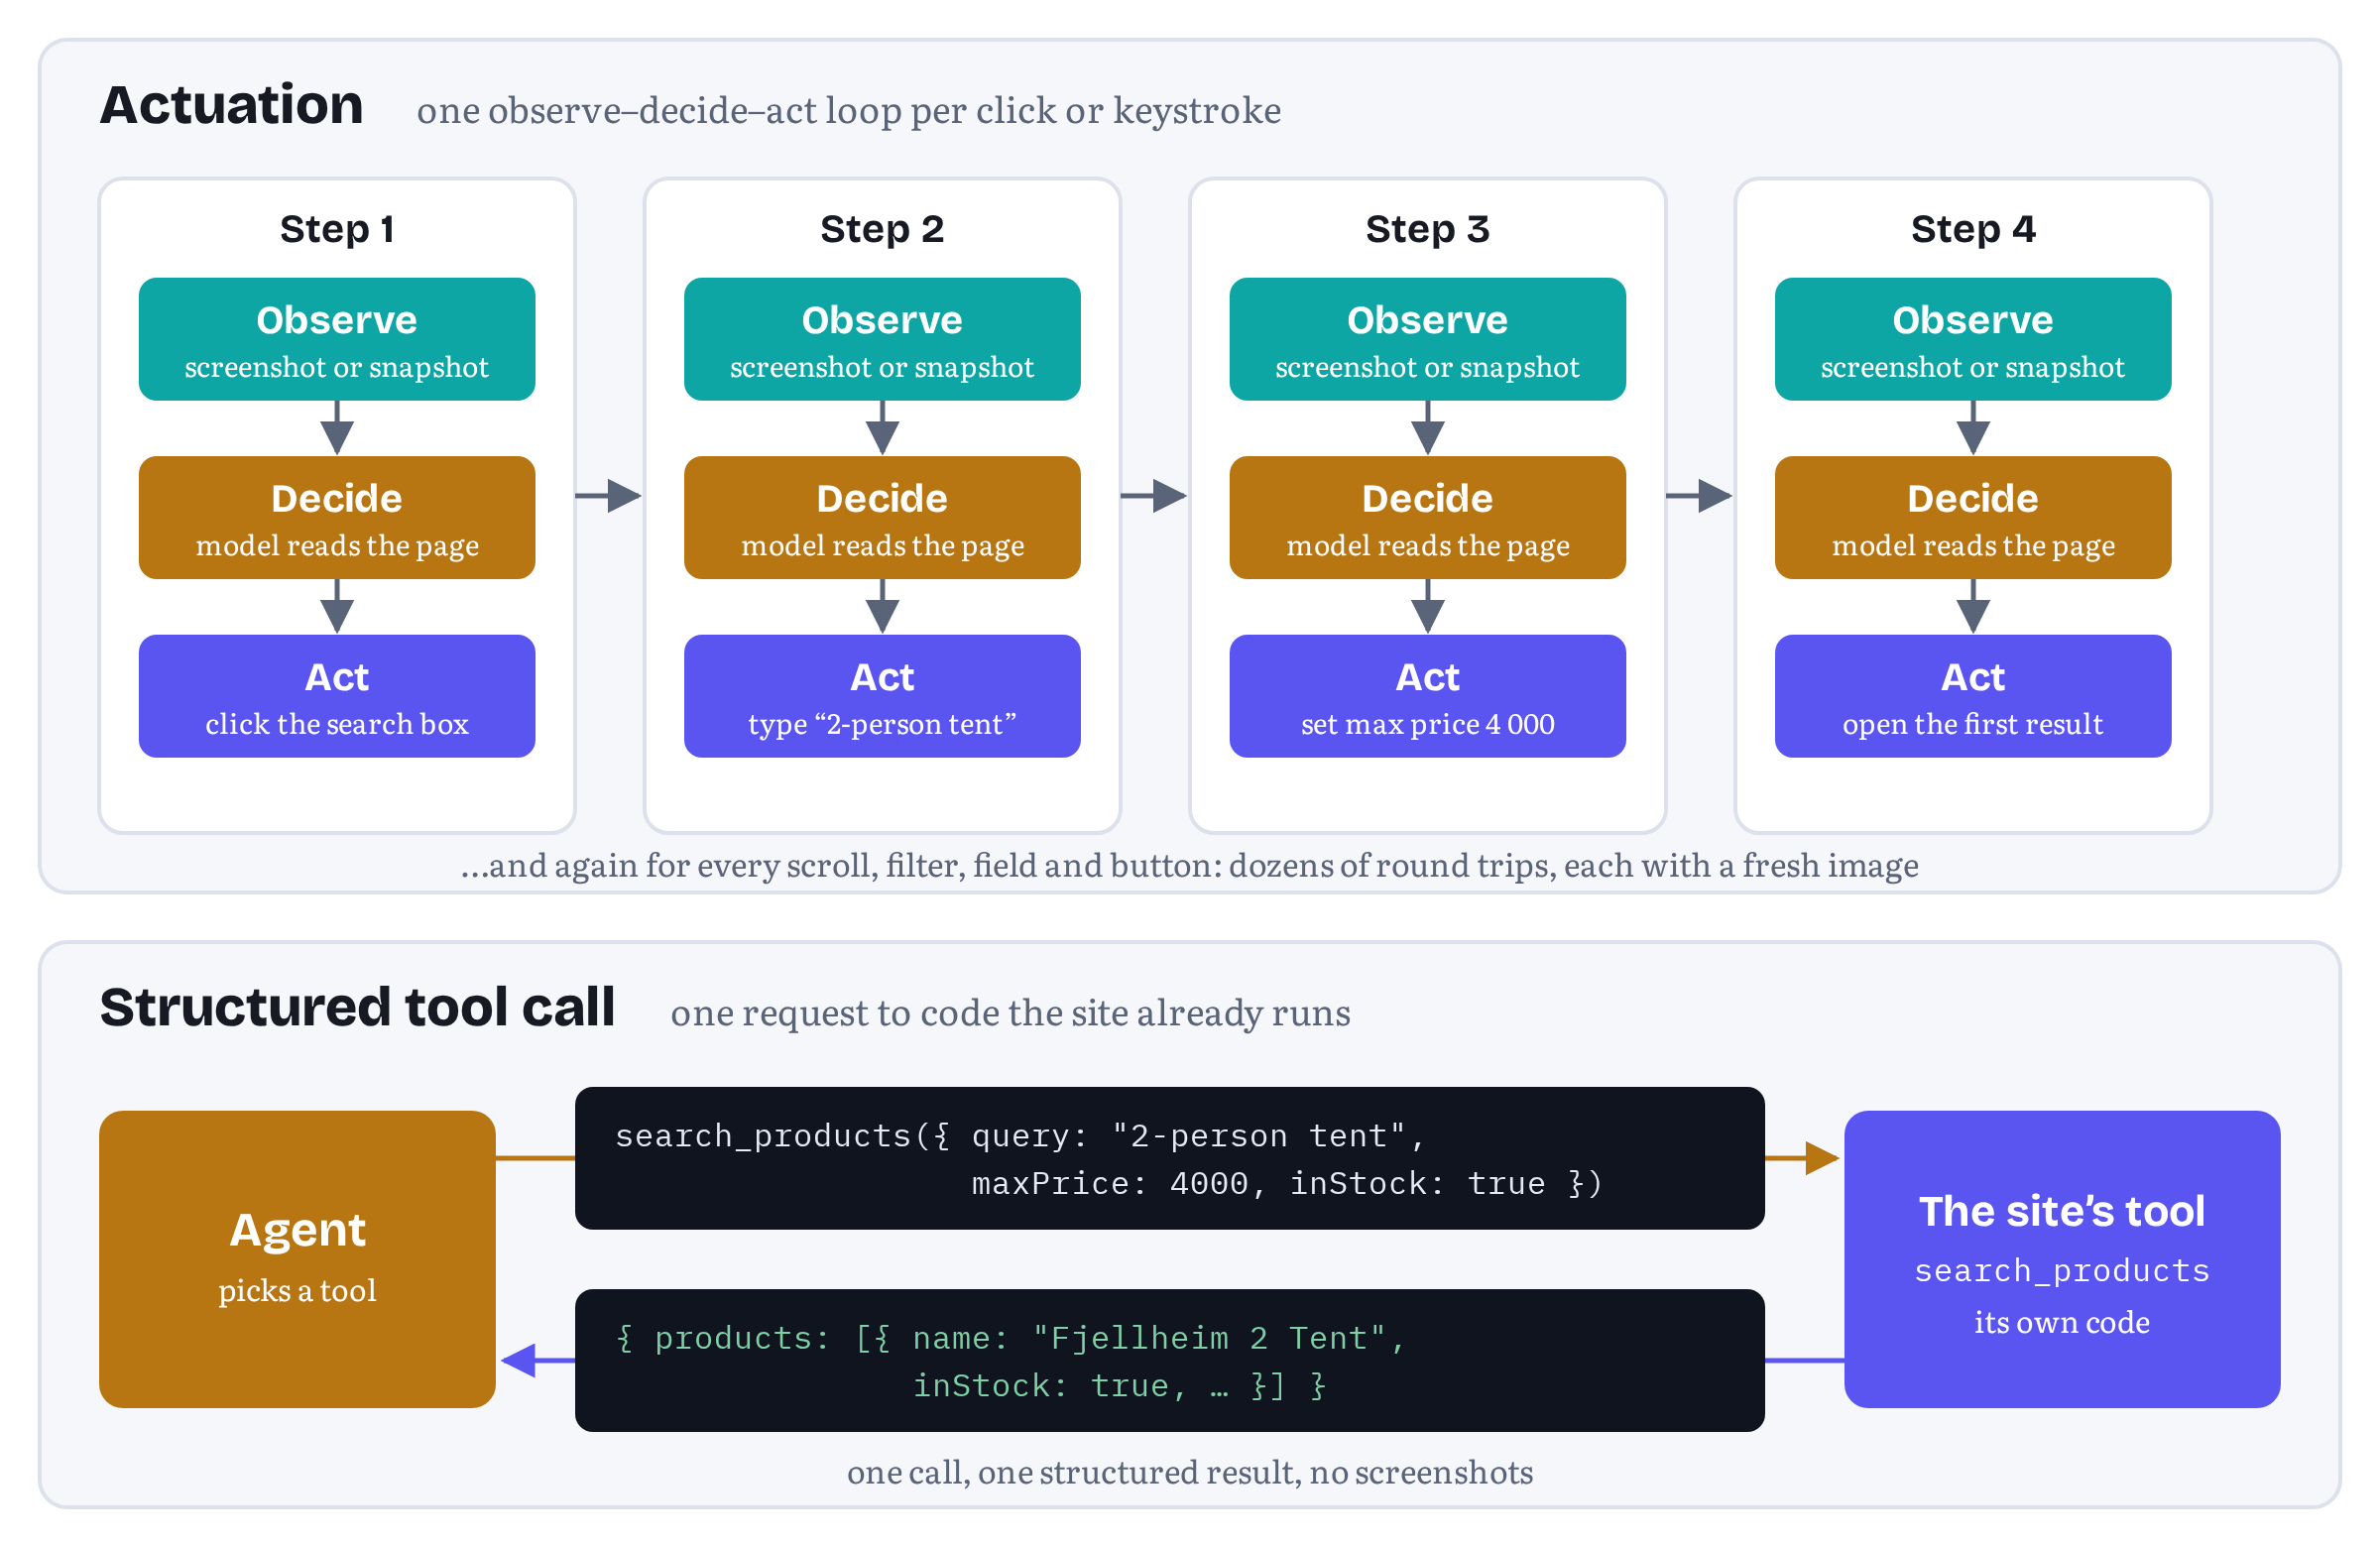 Actuation one observe–decide–act loop per click or keystroke
Step 1
Observe
screenshot or snapshot
Decide
model reads the page
Act
click the search box
Step 2
Observe
screenshot or snapshot
Decide
model reads the page
Act
type “2-person tent”
Step 3
Observe
screenshot or snapshot
Decide
model reads the page
Act
set max price 4 000
Step 4
Observe
screenshot or snapshot
Decide
model reads the page
Act
open the first result
…and again for every scroll, filter, field and button: dozens of round trips, each with a fresh image
Structured tool call one request to code the site already runs
Agent
picks a tool
search_products({ query: "2-person tent",
maxPrice: 4000, inStock: true })
{ products: [{ name: "Fjellheim 2 Tent",
inStock: true, … }] }
The site’s tool
search_products
its own code
one call, one structured result, no screenshots